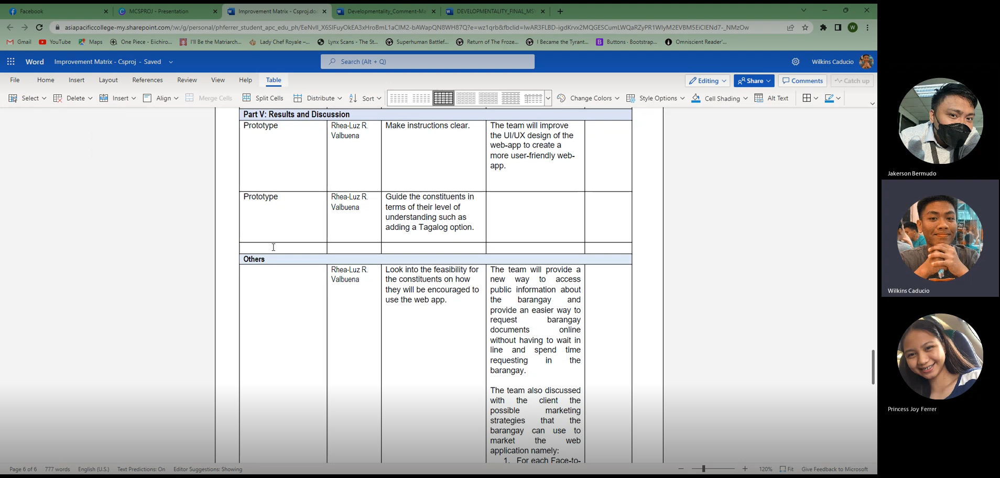 Facebook
MCSPROJ - Presentation
Improvement Matrix - Csproj.doc
Developmentality_Comment-Ma
DEVELOPMENTALITY_FINAL_MS
asiapacificcollege-my.sharepoint.com/:w:/g/personal/phferrer_student_apc_edu_ph/EeNvII_X6SIFuyOkEA3xHroBmL1aCIM2-bAWapQN8WH87Q?e=wz1qrb&fbclid=IwAR3FLBD-igdKrvx2MQGESCumLWQaRZyPR1WIyM2EVBM5EiCIENd7-_NMzOw
W
Gmail
YouTube
Maps
One Piece - Eiichiro...
I'll Be the Matriarch...
Lady Chef Royale –...
Lynx Scans - The St...
Superhuman Battlef...
Return of The Froze...
I Became the Tyrant...
Buttons · Bootstrap...
Omniscient Reader'...
Word
Improvement Matrix - Csproj - Saved
Search (Alt + Q)
Wilkins Caducio
File
Home
Insert
Layout
References
Review
View
Help
Table
Editing
Share
Comments
Catch up
Select
Delete
Insert
Align
Merge Cells
Split Cells
Distribute
Sort
Change Colors
Style Options
Cell Shading
Alt Text
Part V: Results and Discussion
Prototype
Rhea-Luz R.
Valbuena
Make instructions clear.
The team will improve
the UI/UX design of the
web-app to create a
more user-friendly web-
app.
Prototype
Rhea-Luz R.
Valbuena
Guide the constituents in
terms of their level of
understanding such as
adding a Tagalog option.
Others
Rhea-Luz R.
Valbuena
Look into the feasibility for
the constituents on how
they will be encouraged to
use the web app.
The team will provide a
new way to access
public information about
the barangay and
provide an easier way to
request barangay
documents online
without having to wait in
line and spend time
requesting in the
barangay.
The team also discussed
with the client the
possible marketing
strategies that the
barangay can use to
market the web
application namely:
1. For each Face-to-
Page 6 of 6
777 words
English (U.S.)
Text Predictions: On
Editor Suggestions: Showing
120%
Fit
Give Feedback to Microsoft
Jakerson Bermudo
Wilkins Caducio
Princess Joy Ferrer